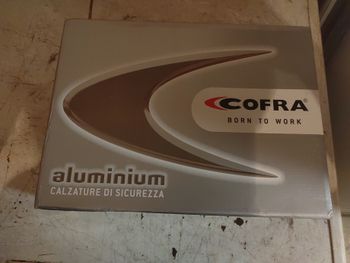 COFRA®
BORN TO WORK
aluminium
CALZATURE DI SICUREZZA